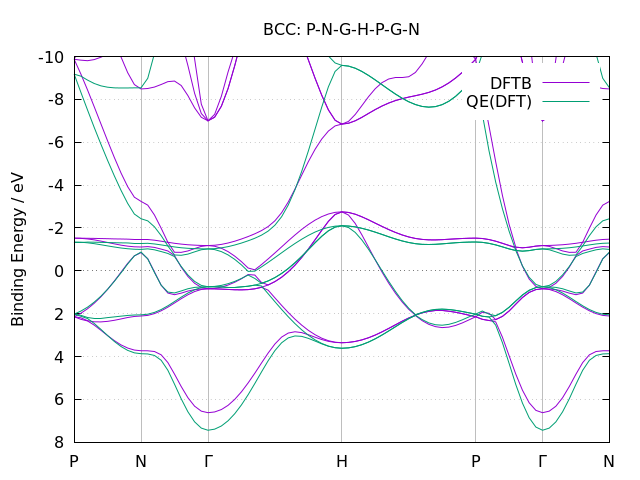 BCC: P-N-G-H-P-G-N
-10
-8
-6
-4
-2
0
2
4
6
8
Binding Energy / eV
DFTB
QE(DFT)
P N Γ H P Γ N